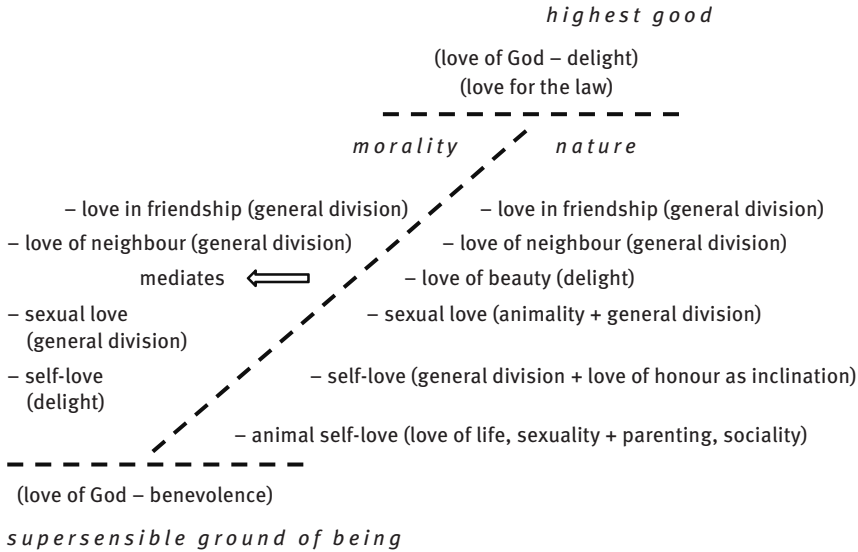 highest good
(love of God – delight)
(love for the law)
morality nature
– love in friendship (general division) – love in friendship (general division)
– love of neighbour (general division) – love of neighbour (general division)
mediates – love of beauty (delight)
– sexual love – sexual love (animality + general division)
(general division)
– self-love – self-love (general division + love of honour as inclination)
(delight)
– animal self-love (love of life, sexuality + parenting, sociality)
(love of God – benevolence)
supersensible ground of being